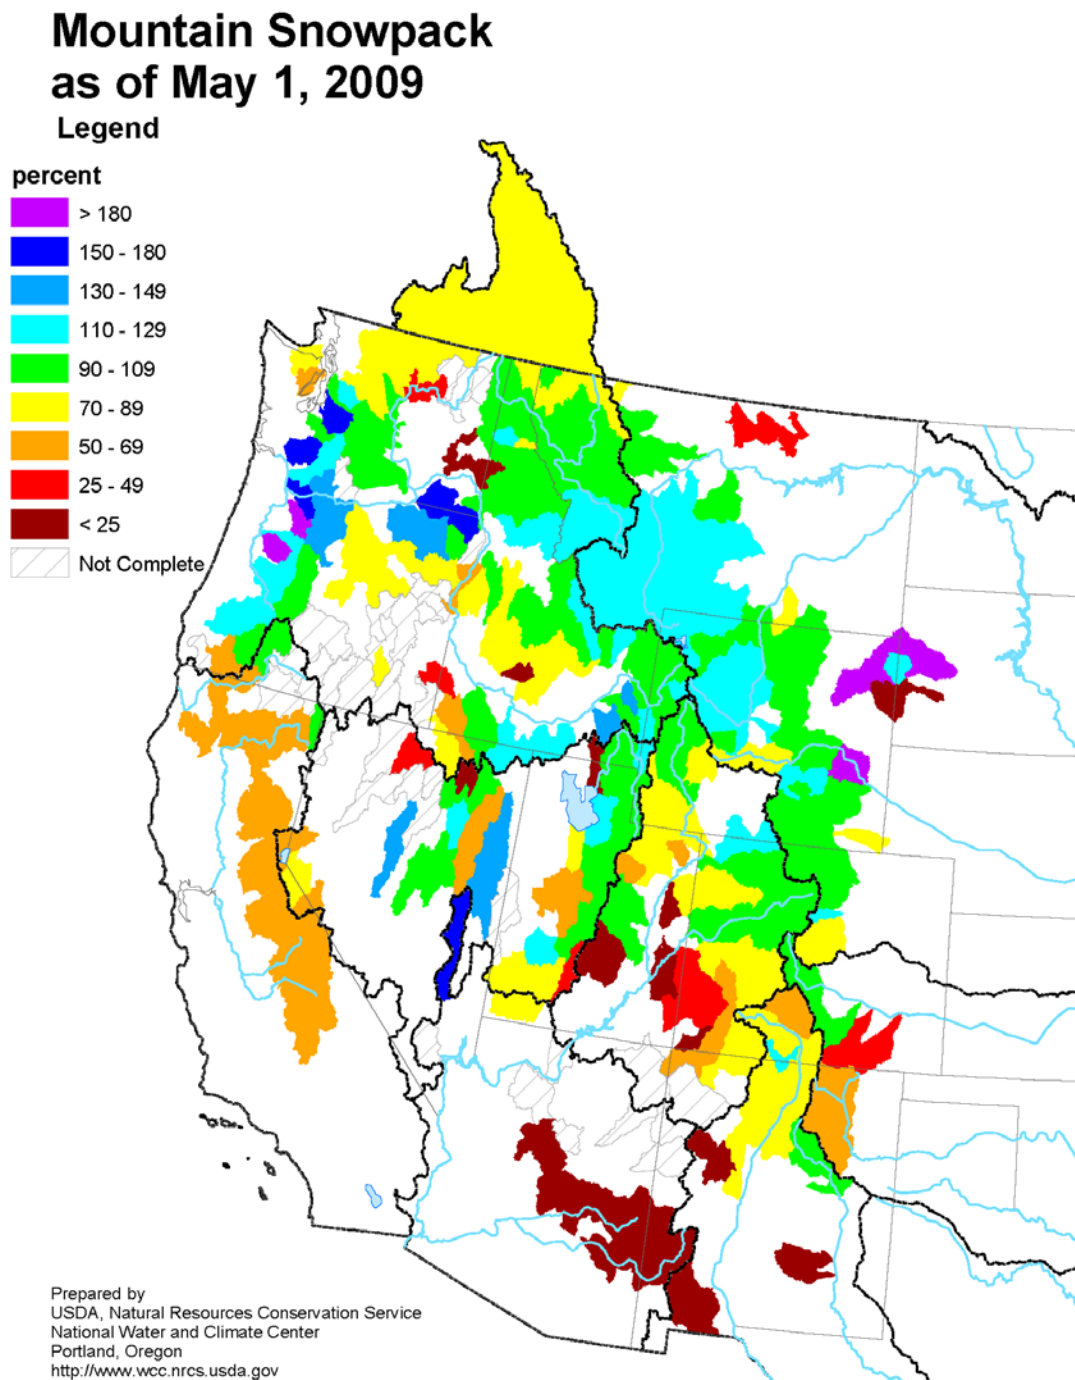 Mountain Snowpack
as of May 1, 2009
Legend
percent
> 180
150 - 180
130 - 149
110 - 129
90 - 109
70 - 89
50 - 69
25 - 49
< 25
Not Complete
Prepared by
USDA, Natural Resources Conservation Service
National Water and Climate Center
Portland, Oregon
http://www.wcc.nrcs.usda.gov